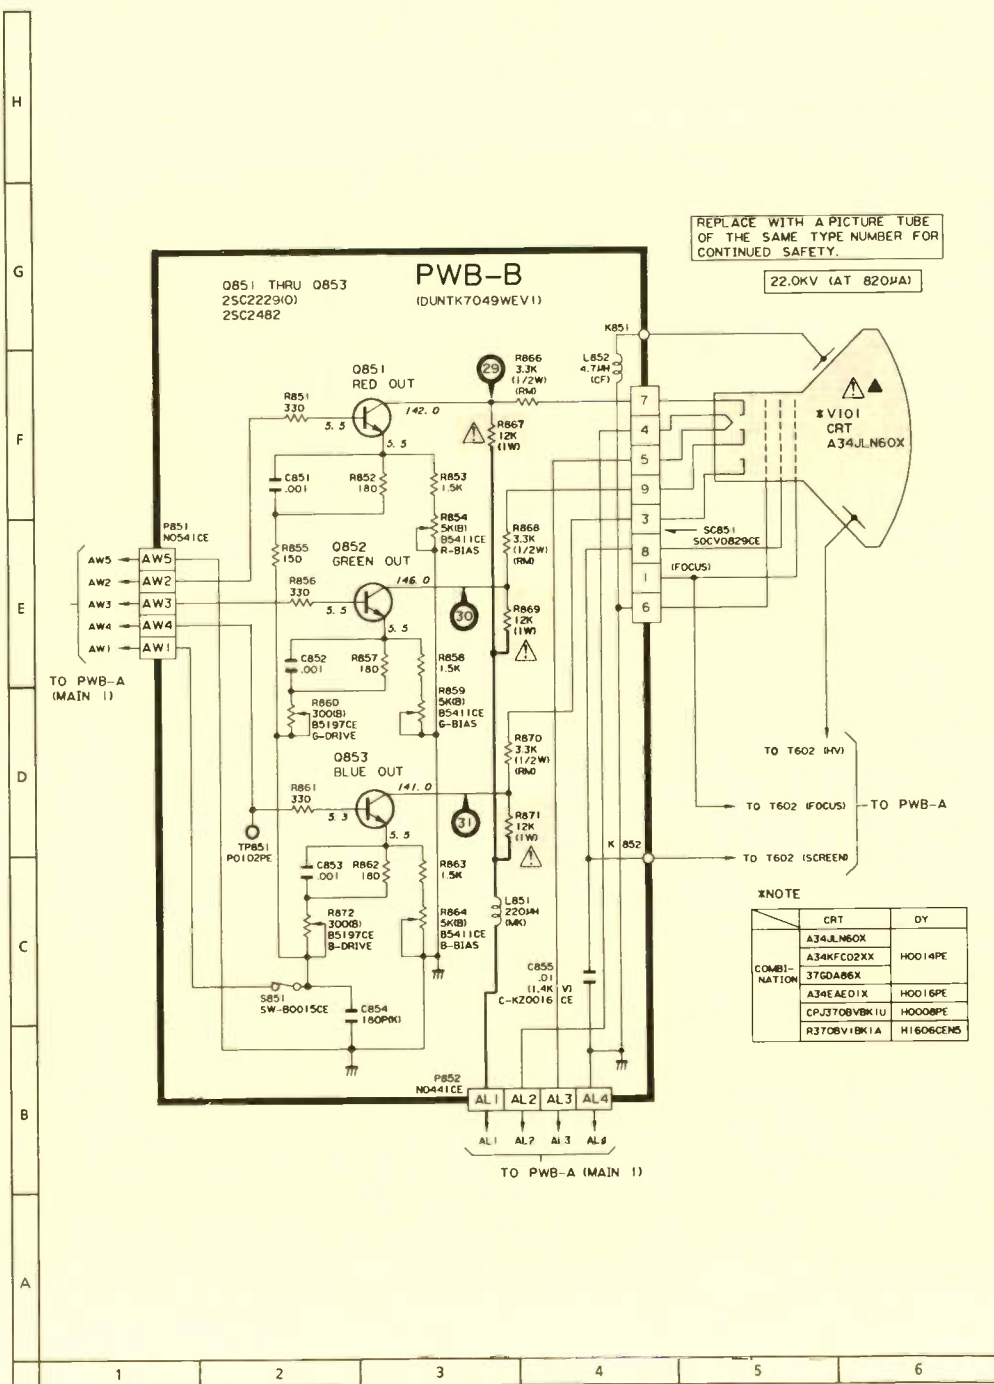 H
G
F
E
D
C
B
A
1
2
3
4
5
6
REPLACE WITH A PICTURE TUBE
OF THE SAME TYPE NUMBER FOR
CONTINUED SAFETY.
22.0KV (AT 820µA)
PWB-B
(DUNTK7049WEV1)
Q851 THRU Q853
2SC2229(O)
2SC2482
K851
L852
4.7µH
(CF)
R866
3.3K
(1/2W)
(RM)
29
Q851
RED OUT
142.0
R851
330
5.5
5.5
R867
12K
(1W)
C851
.001
R852
180
R853
1.5K
R854
5K(B)
B5411CE
R-BIAS
R855
150
7
4
5
9
3
8
1
6
*V101
CRT
A34JLN60X
SC851
SOCV0829CE
(FOCUS)
P851
N0541CE
AW5 AW5
AW2 AW2
AW3 AW3
AW4 AW4
AW1 AW1
TO PWB-A
(MAIN 1)
Q852
GREEN OUT
146.0
R856
330
5.5
5.5
30
R868
3.3K
(1/2W)
(RM)
R869
12K
(1W)
C852
.001
R857
180
R858
1.5K
R859
5K(B)
B5411CE
G-BIAS
R860
300(B)
B5197CE
G-DRIVE
Q853
BLUE OUT
141.0
R861
330
5.3
5.5
31
R870
3.3K
(1/2W)
(RM)
R871
12K
(1W)
TP851
P0102PE
C853
.001
R862
180
R863
1.5K
R872
300(B)
B5197CE
B-DRIVE
R864
5K(B)
B5411CE
B-BIAS
L851
220µH
(MK)
S851
SW-B0015CE
C854
180P(K)
C855
.01
(1.4KV)
C-KZ0016CE
K852
TO T602 (HV)
TO T602 (FOCUS)
TO PWB-A
TO T602 (SCREEN)
P852
N0441CE
AL1 AL2 AL3 AL4
AL1 AL2 AL3 AL4
TO PWB-A (MAIN 1)
*NOTE
CRT DY
COMBI-
NATION
A34JLN60X
A34KFC02XX H0014PE
37GDA86X
A34EAE01X H0016PE
CPJ370BVBK1U H0008PE
R370BV1BK1A H1606CEN5